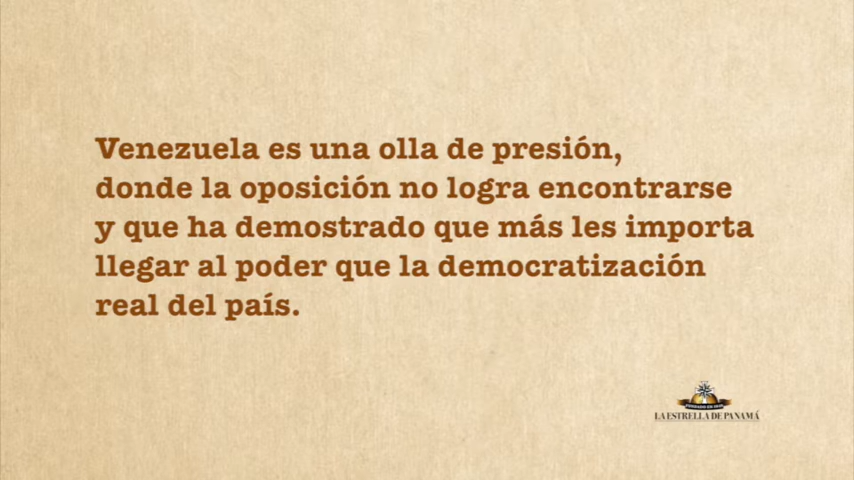 Venezuela es una olla de presión,
donde la oposición no logra encontrarse
y que ha demostrado que más les importa
llegar al poder que la democratización
real del país.
LA ESTRELLA DE PANAMÁ